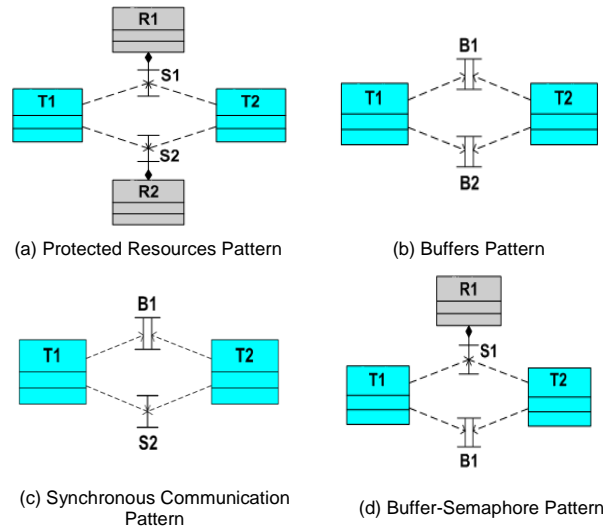 R1
S1
T1
T2
S2
R2
(a) Protected Resources Pattern
B1
T1
T2
B2
(b) Buffers Pattern
B1
T1
T2
S2
(c) Synchronous Communication
Pattern
R1
S1
T1
T2
B1
(d) Buffer-Semaphore Pattern